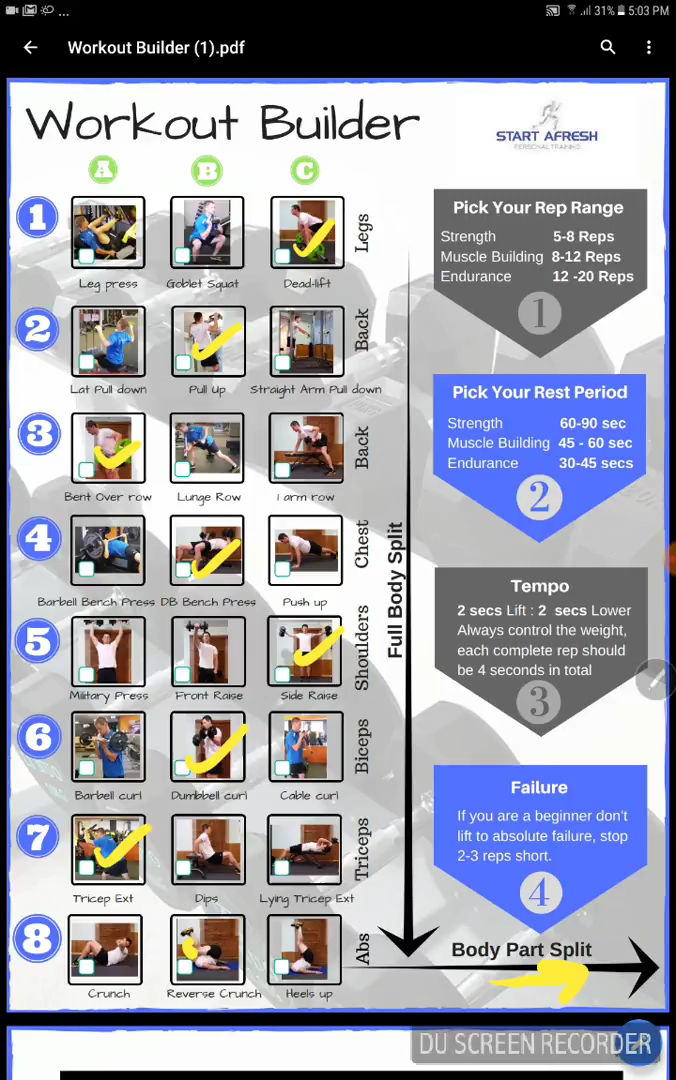 ... 31% 5:03 PM
Workout Builder (1).pdf
Workout Builder
START AFRESH
PERSONAL TRAINING
A B C
1
Legs
Leg press Goblet Squat Dead-lift
2
Back
Lat Pull down Pull Up Straight Arm Pull down
3
Back
Bent Over row Lunge Row 1 arm row
4
Chest
Barbell Bench Press DB Bench Press Push up
5
Shoulders
Military Press Front Raise Side Raise
6
Biceps
Barbell curl Dumbbell curl Cable curl
7
Triceps
Tricep Ext Dips Lying Tricep Ext
8
Abs
Crunch Reverse Crunch Heels up
Full Body Split
Pick Your Rep Range
Strength 5-8 Reps
Muscle Building 8-12 Reps
Endurance 12 -20 Reps
1
Pick Your Rest Period
Strength 60-90 sec
Muscle Building 45 - 60 sec
Endurance 30-45 secs
2
Tempo
2 secs Lift : 2 secs Lower
Always control the weight,
each complete rep should
be 4 seconds in total
3
Failure
If you are a beginner don't
lift to absolute failure, stop
2-3 reps short.
4
Body Part Split
DU SCREEN RECORDER